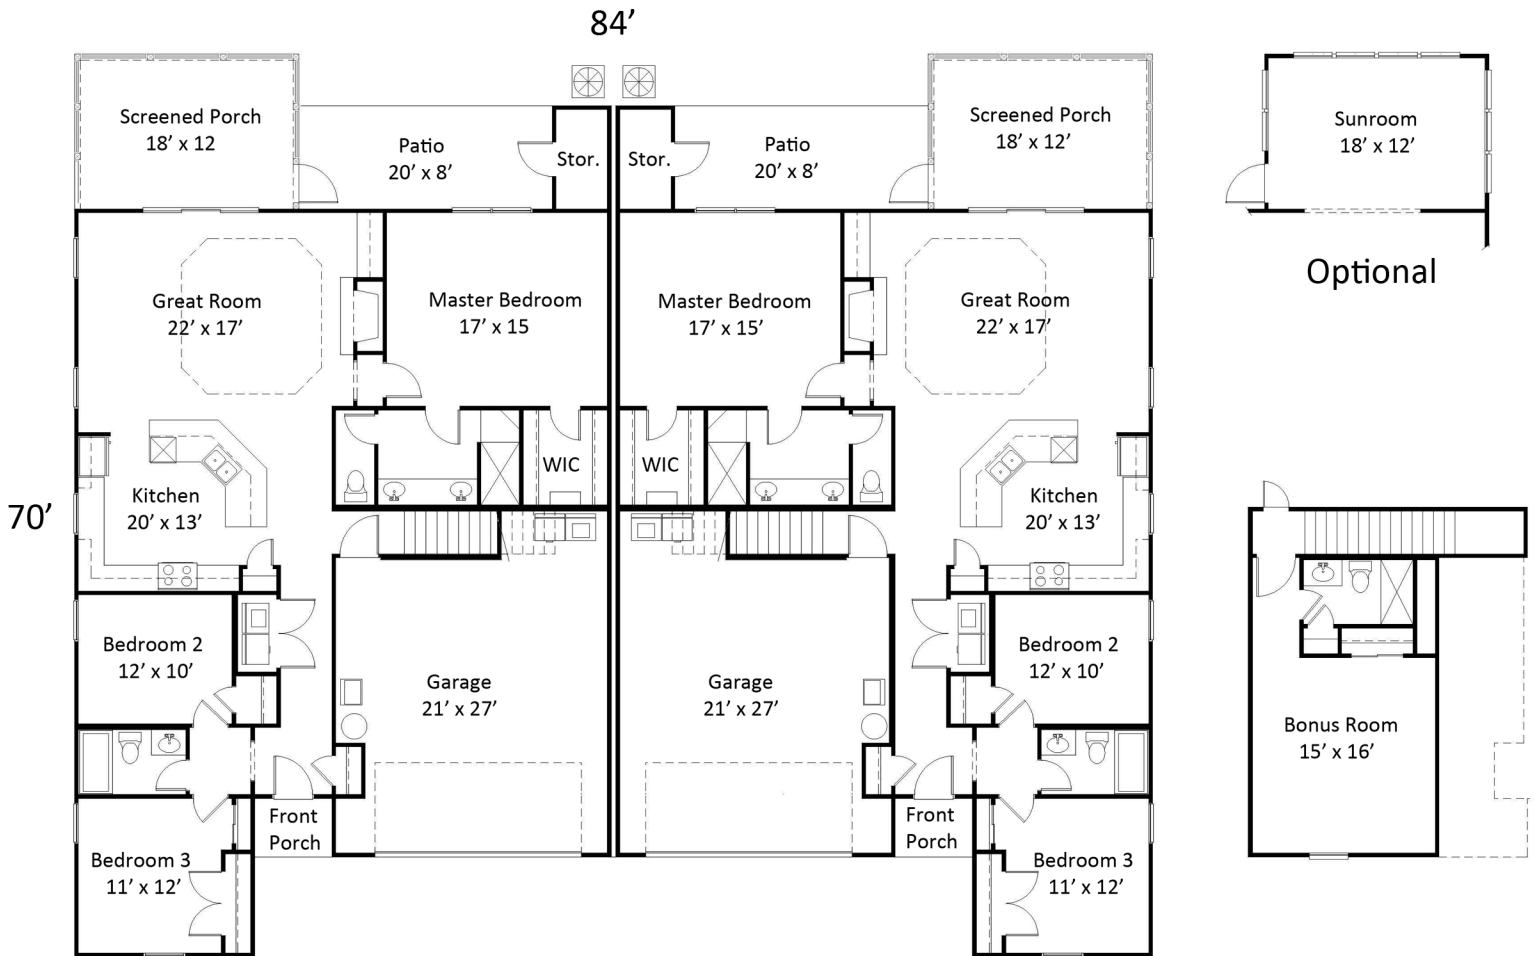 84’
Screened Porch
18’ x 12
Patio
20’ x 8’
Stor.
Stor.
Patio
20’ x 8’
Screened Porch
18’ x 12’
Sunroom
18’ x 12’
Optional
Great Room
22’ x 17’
Master Bedroom
17’ x 15
Master Bedroom
17’ x 15’
Great Room
22’ x 17’
WIC
WIC
70’
Kitchen
20’ x 13’
Kitchen
20’ x 13’
Bedroom 2
12’ x 10’
Garage
21’ x 27’
Garage
21’ x 27’
Bedroom 2
12’ x 10’
Bonus Room
15’ x 16’
Front
Porch
Front
Porch
Bedroom 3
11’ x 12’
Bedroom 3
11’ x 12’